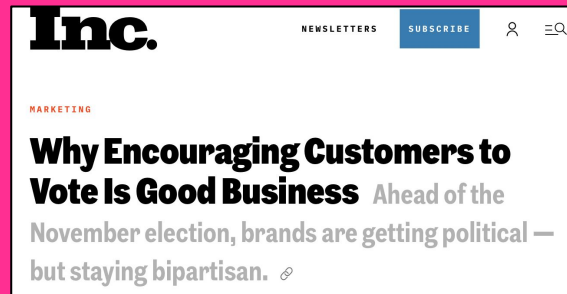 Inc.
NEWSLETTERS SUBSCRIBE
MARKETING
Why Encouraging Customers to
Vote Is Good Business Ahead of the
November election, brands are getting political —
but staying bipartisan.